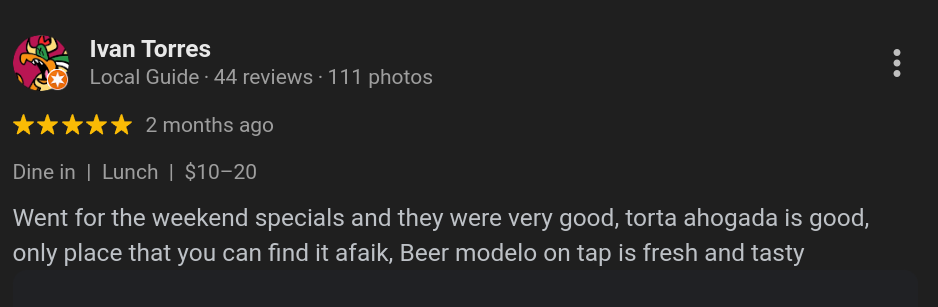 Ivan Torres
Local Guide · 44 reviews · 111 photos
2 months ago
Dine in | Lunch | $10–20
Went for the weekend specials and they were very good, torta ahogada is good,
only place that you can find it afaik, Beer modelo on tap is fresh and tasty